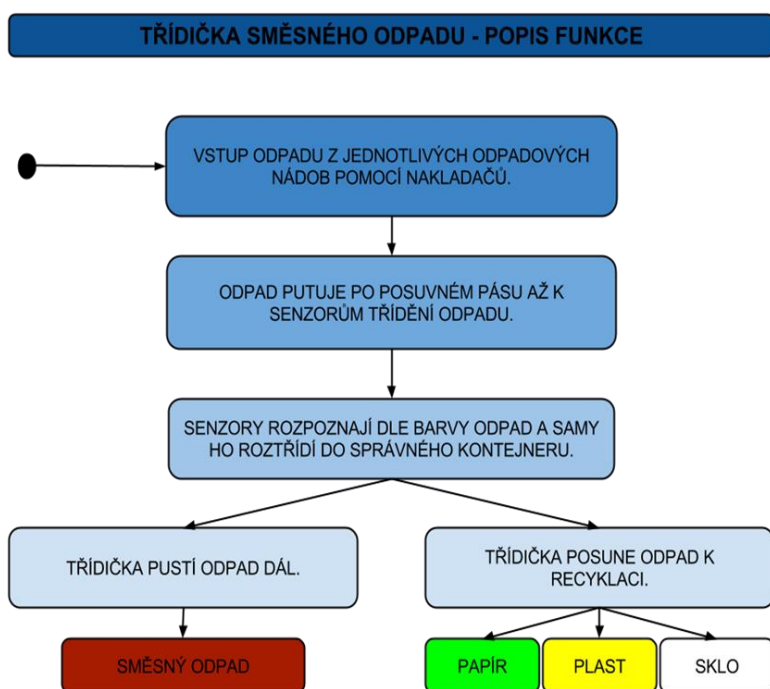 TŘÍDIČKA SMĚSNÉHO ODPADU - POPIS FUNKCE
VSTUP ODPADU Z JEDNOTLIVÝCH ODPADOVÝCH
NÁDOB POMOCÍ NAKLADAČŮ.
ODPAD PUTUJE PO POSUVNÉM PÁSU AŽ K
SENZORŮM TŘÍDĚNÍ ODPADU.
SENZORY ROZPOZNAJÍ DLE BARVY ODPAD A SAMY
HO ROZTŘÍDÍ DO SPRÁVNÉHO KONTEJNERU.
TŘÍDIČKA PUSTÍ ODPAD DÁL.
TŘÍDIČKA POSUNE ODPAD K
RECYKLACI.
SMĚSNÝ ODPAD
PAPÍR
PLAST
SKLO